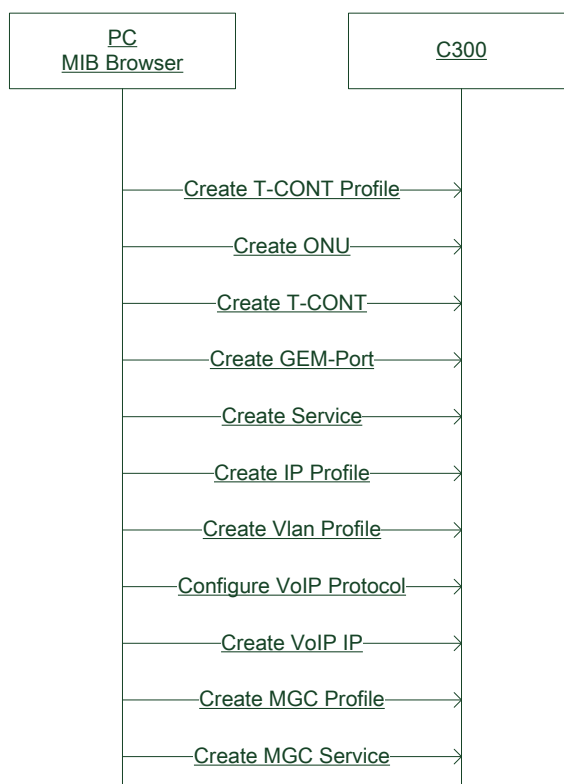 PC
MIB Browser
C300
Create T-CONT Profile
Create ONU
Create T-CONT
Create GEM-Port
Create Service
Create IP Profile
Create Vlan Profile
Configure VoIP Protocol
Create VoIP IP
Create MGC Profile
Create MGC Service